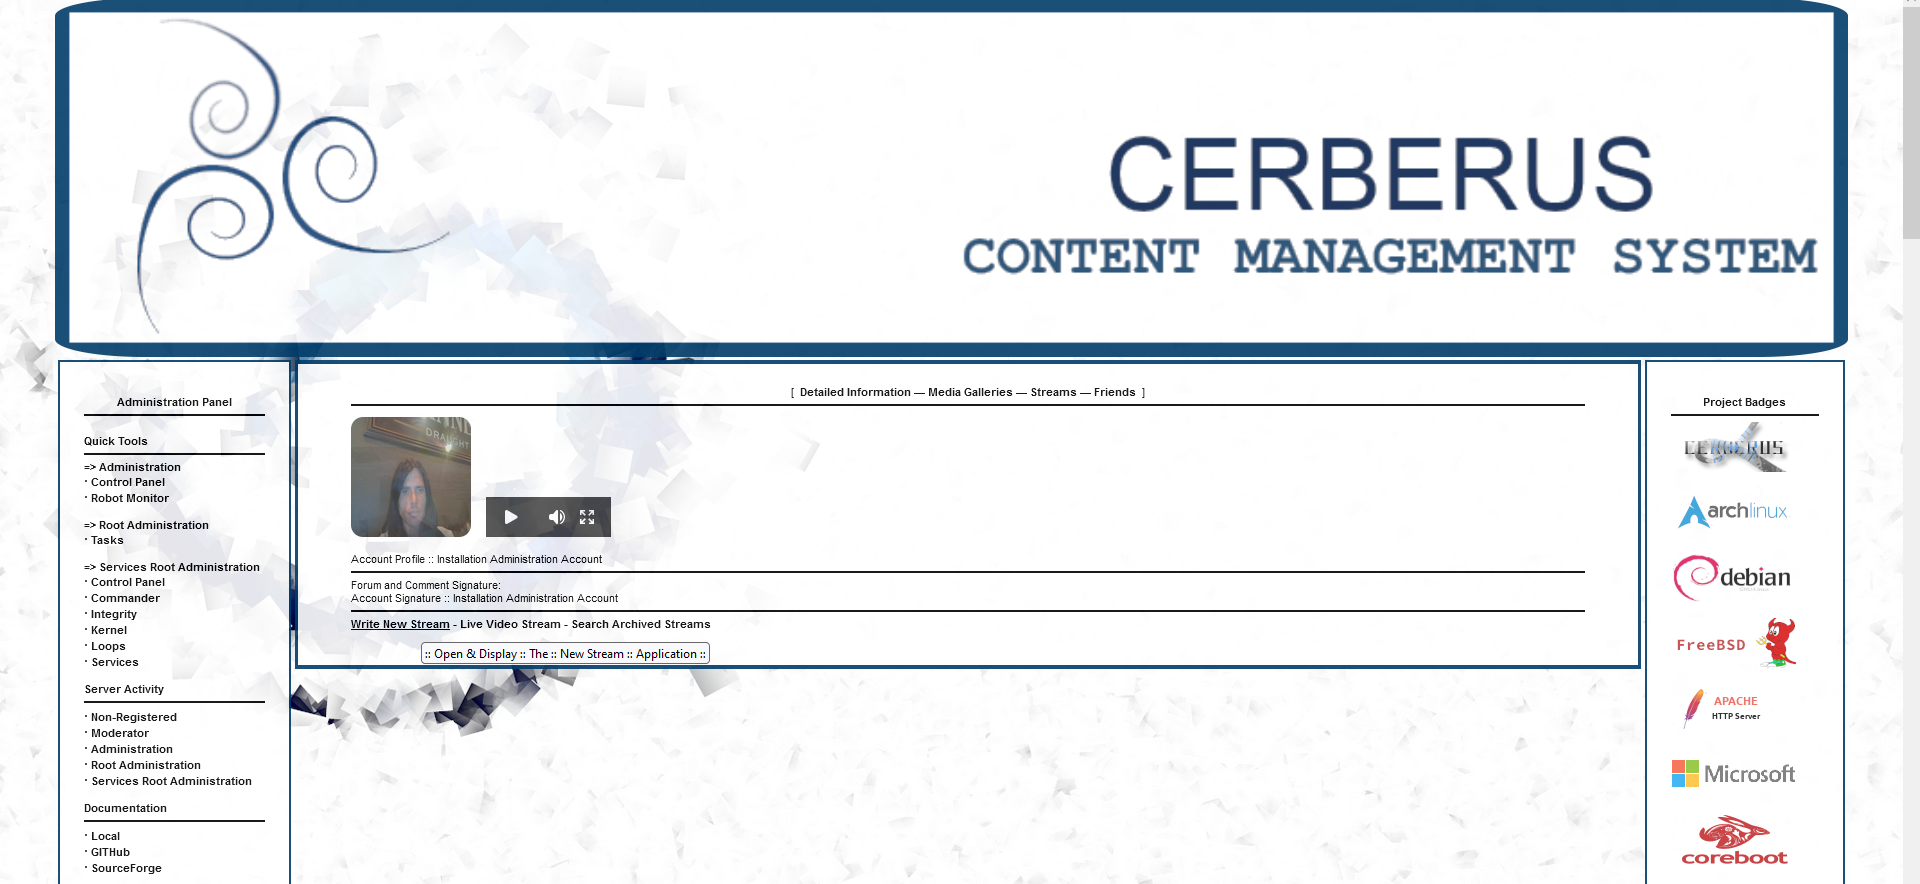 CERBERUS
CONTENT MANAGEMENT SYSTEM
Administration Panel
Quick Tools
=> Administration
· Control Panel
· Robot Monitor
=> Root Administration
· Tasks
=> Services Root Administration
· Control Panel
· Commander
· Integrity
· Kernel
· Loops
· Services
Server Activity
· Non-Registered
· Moderator
· Administration
· Root Administration
· Services Root Administration
Documentation
· Local
· GITHub
· SourceForge
[ Detailed Information — Media Galleries — Streams — Friends ]
DRAUGHT
Account Profile :: Installation Administration Account
Forum and Comment Signature:
Account Signature :: Installation Administration Account
Write New Stream - Live Video Stream - Search Archived Streams
:: Open & Display :: The :: New Stream :: Application ::
Project Badges
CERBERUS
archlinux
debian
FreeBSD
APACHE
HTTP Server
Microsoft
coreboot